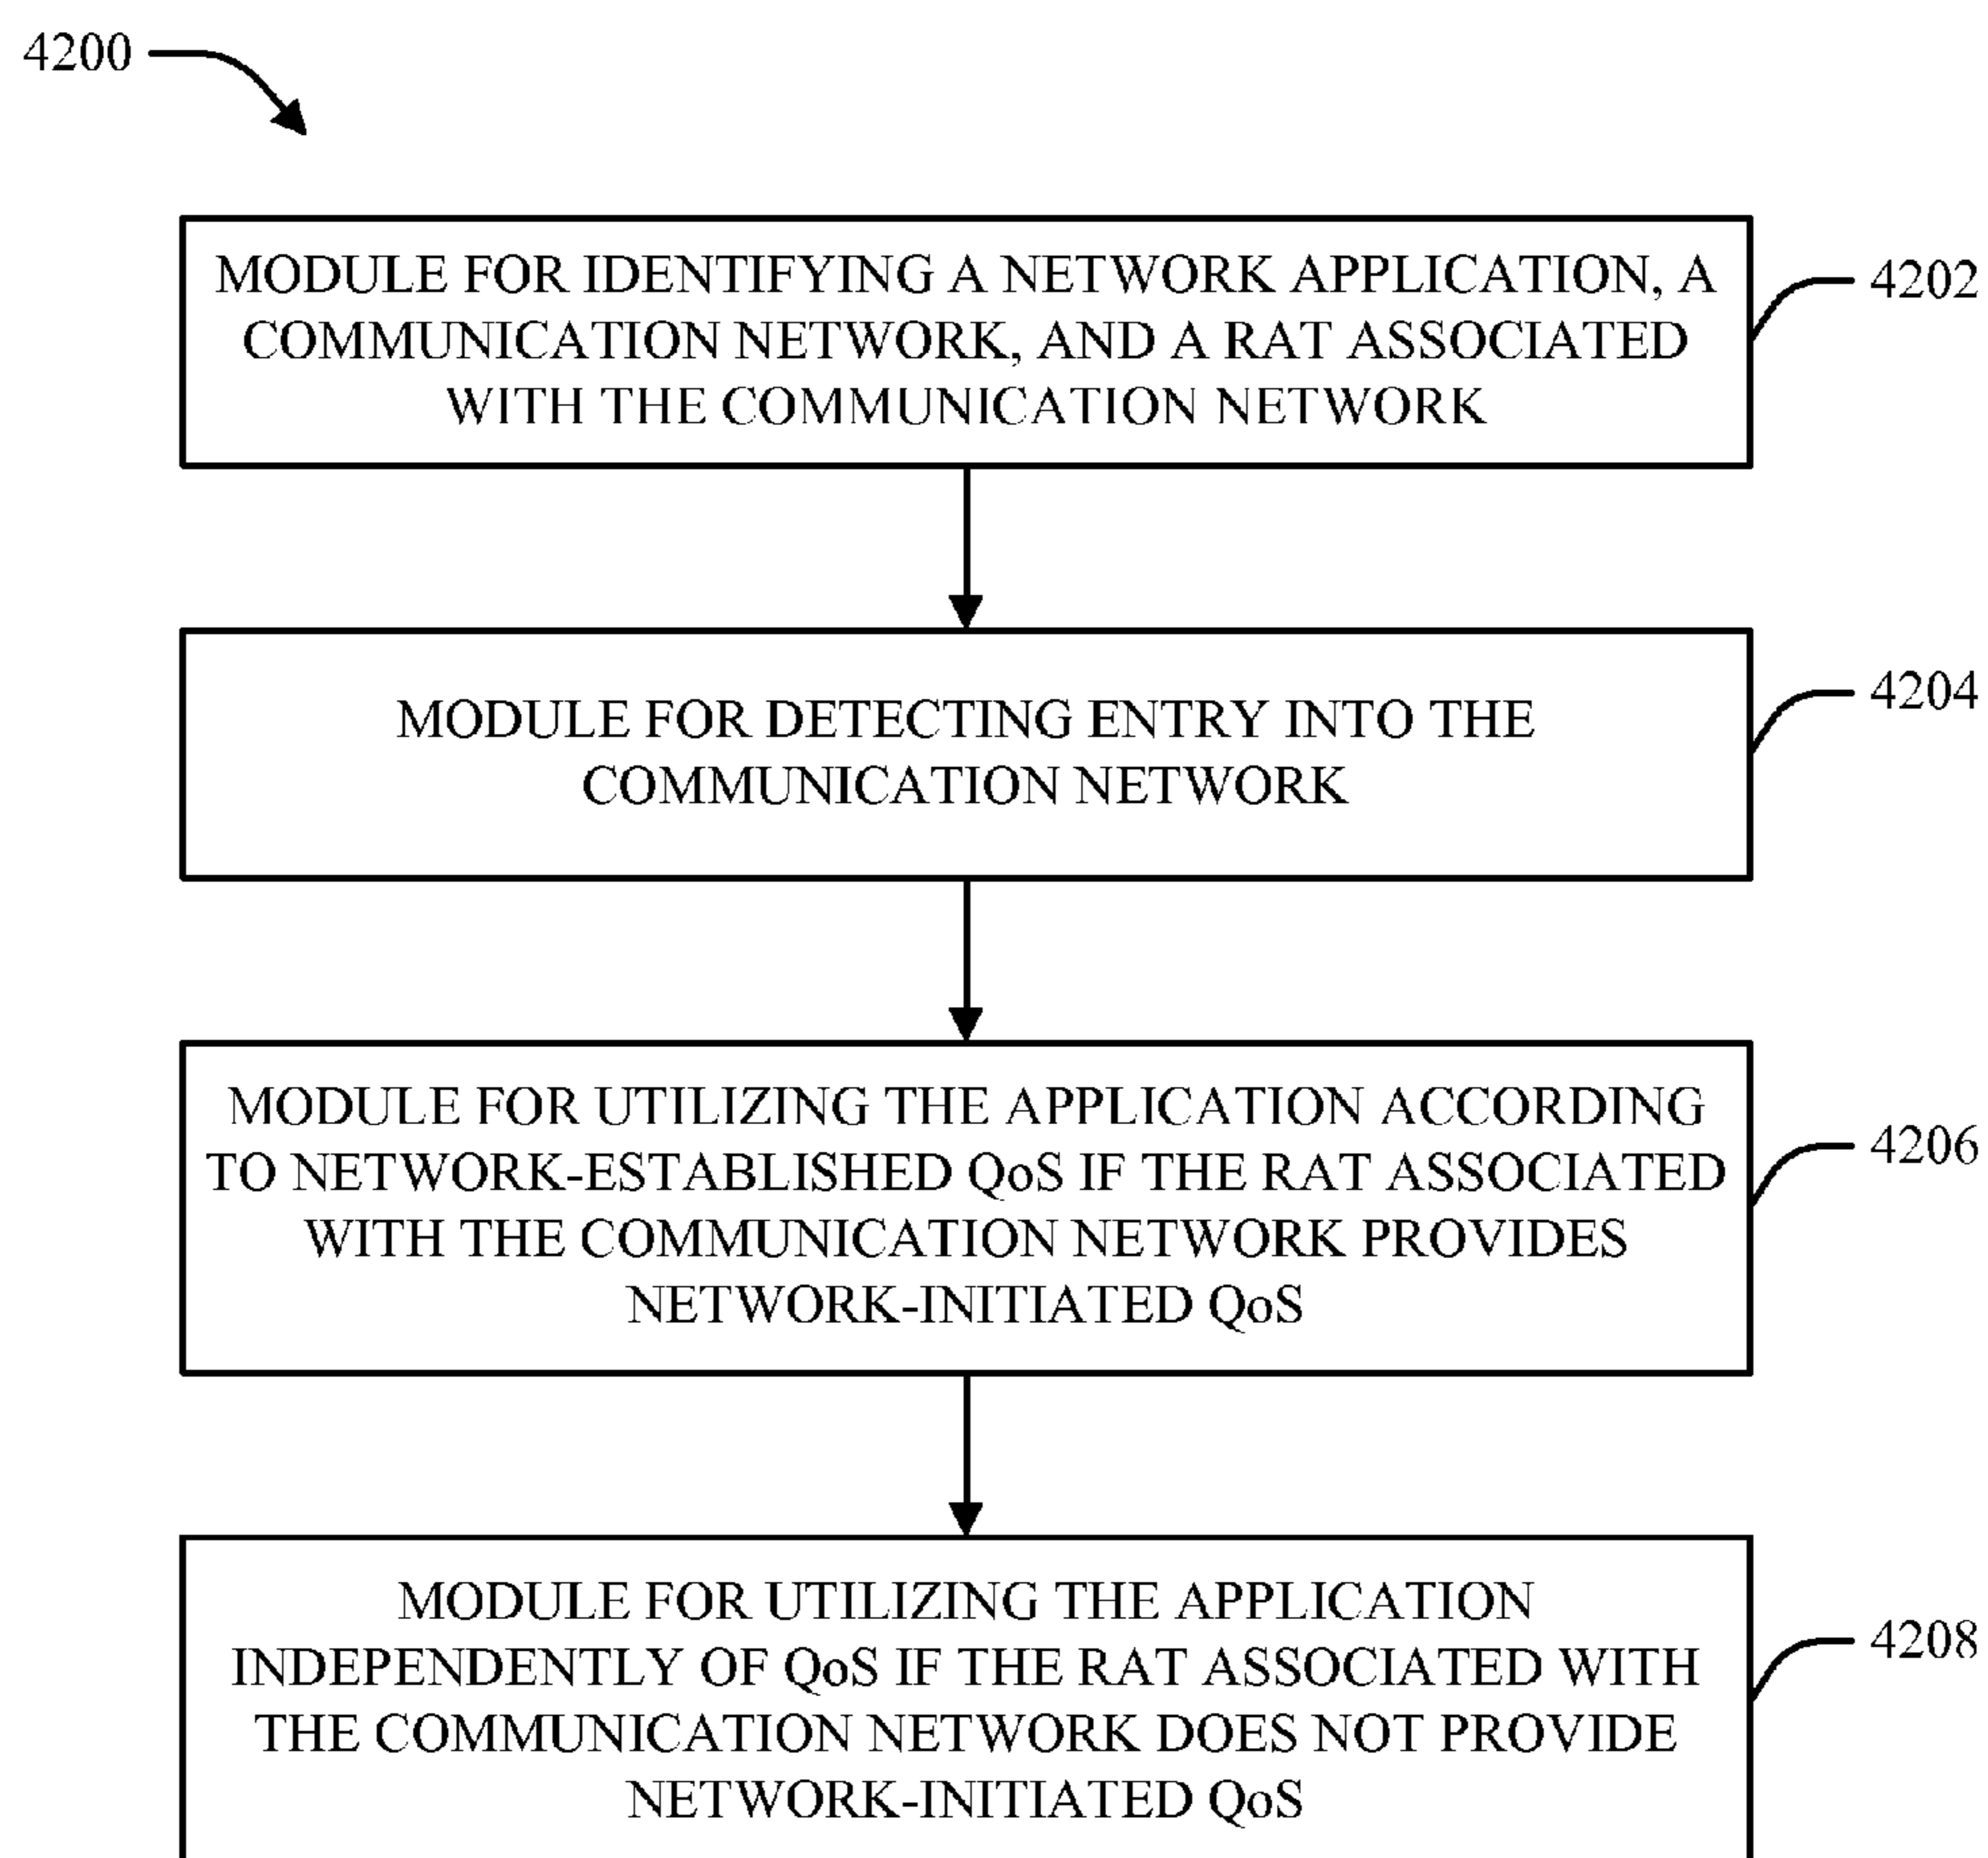 4200
MODULE FOR IDENTIFYING A NETWORK APPLICATION, A
COMMUNICATION NETWORK, AND A RAT ASSOCIATED
WITH THE COMMUNICATION NETWORK
4202
MODULE FOR DETECTING ENTRY INTO THE
COMMUNICATION NETWORK
4204
MODULE FOR UTILIZING THE APPLICATION ACCORDING
TO NETWORK-ESTABLISHED QoS IF THE RAT ASSOCIATED
WITH THE COMMUNICATION NETWORK PROVIDES
NETWORK-INITIATED QoS
4206
MODULE FOR UTILIZING THE APPLICATION
INDEPENDENTLY OF QoS IF THE RAT ASSOCIATED WITH
THE COMMUNICATION NETWORK DOES NOT PROVIDE
NETWORK-INITIATED QoS
4208